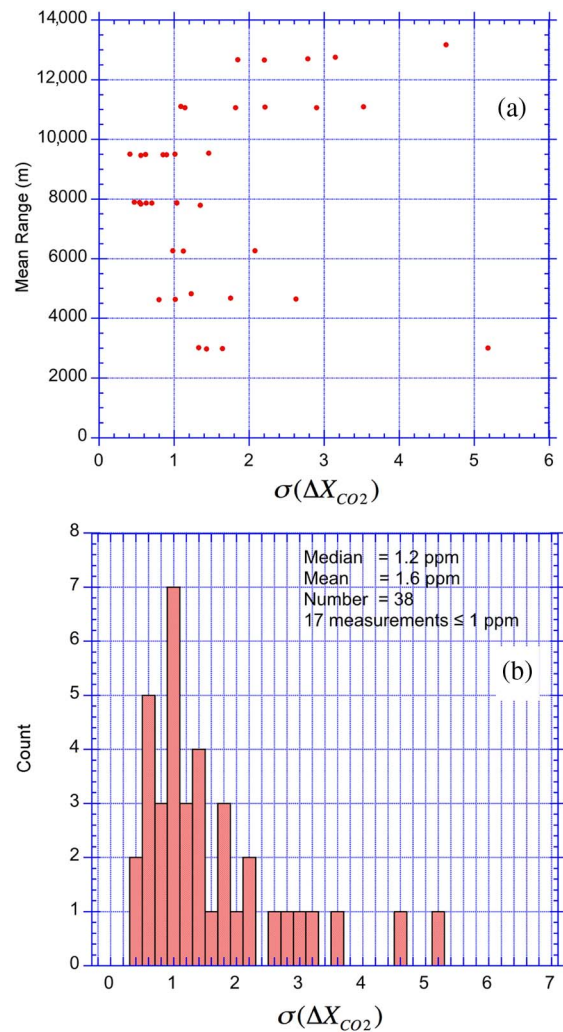 14,000
12,000
10,000
8000
6000
4000
2000
0
Mean Range (m)
(a)
0 1 2 3 4 5 6
σ(ΔX_CO2)
8
7
6
5
4
3
2
1
0
Count
Median = 1.2 ppm
Mean = 1.6 ppm
Number = 38
17 measurements ≤ 1 ppm
(b)
0 1 2 3 4 5 6 7
σ(ΔX_CO2)